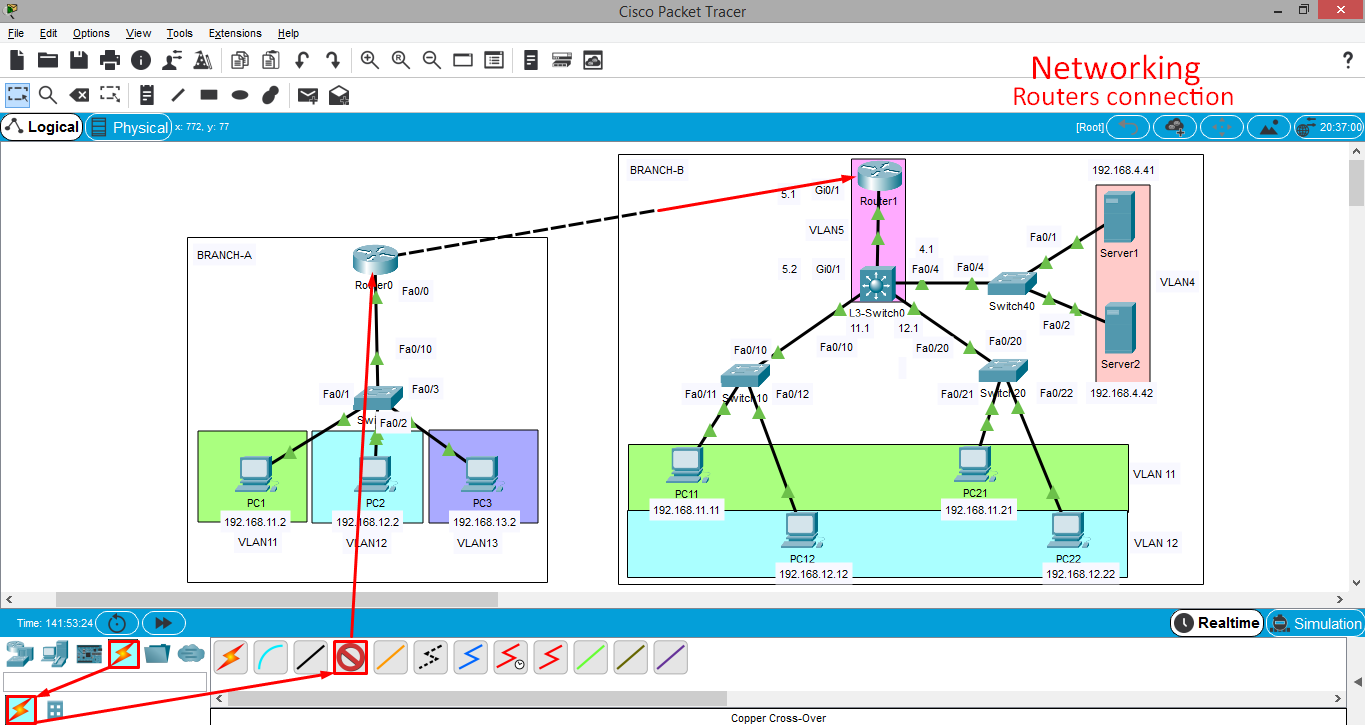 Cisco Packet Tracer
File Edit Options View Tools Extensions Help
Networking
Routers connection
Logical Physical x: 772, y: 77 [Root] 20:37:00
BRANCH-A
Router0
Fa0/0
Fa0/10
Fa0/1 Fa0/3
Fa0/2
PC1 PC2 PC3
192.168.11.2 192.168.12.2 192.168.13.2
VLAN11 VLAN12 VLAN13
BRANCH-B
192.168.4.41
5.1 Gi0/1
Router1
VLAN5
Fa0/1
4.1
Server1
5.2 Gi0/1 Fa0/4 Fa0/4
VLAN4
Switch40
L3-Switch0
Fa0/2
11.1 12.1
Fa0/10 Fa0/10 Fa0/20 Fa0/20
Server2
Fa0/11 Switch10 Fa0/12 Fa0/21 Switch20 Fa0/22 192.168.4.42
VLAN 11
PC11 PC21
192.168.11.11 192.168.11.21
VLAN 12
PC12 PC22
192.168.12.12 192.168.12.22
Time: 141:53:24 Realtime Simulation
Copper Cross-Over